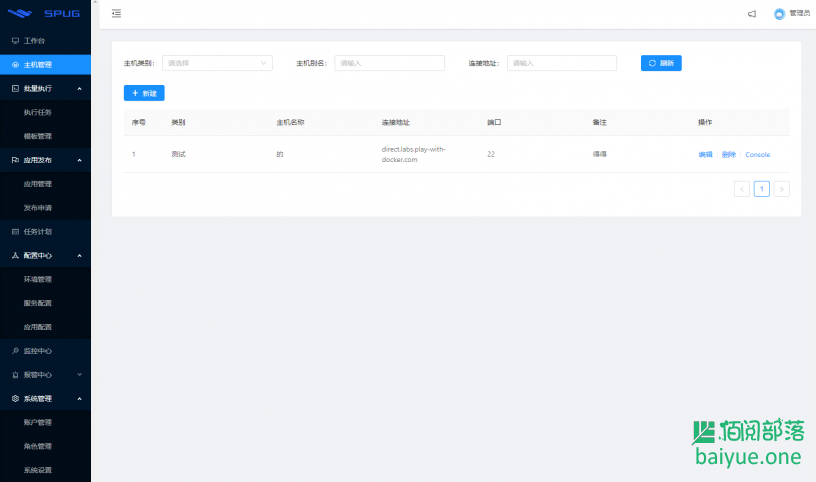 SPUG
管理员
工作台
主机管理
批量执行
执行任务
模板管理
应用发布
应用管理
发布申请
任务计划
配置中心
环境管理
服务配置
应用配置
监控中心
报警中心
系统管理
账户管理
角色管理
系统设置
主机类别： 请选择 主机别名： 请输入 连接地址： 请输入 刷新
+ 新建
序号 类别 主机名称 连接地址 端口 备注 操作
1 测试 的 direct.labs.play-with-docker.com 22 得得 编辑 删除 Console
1
佰阅部落
baiyue.one